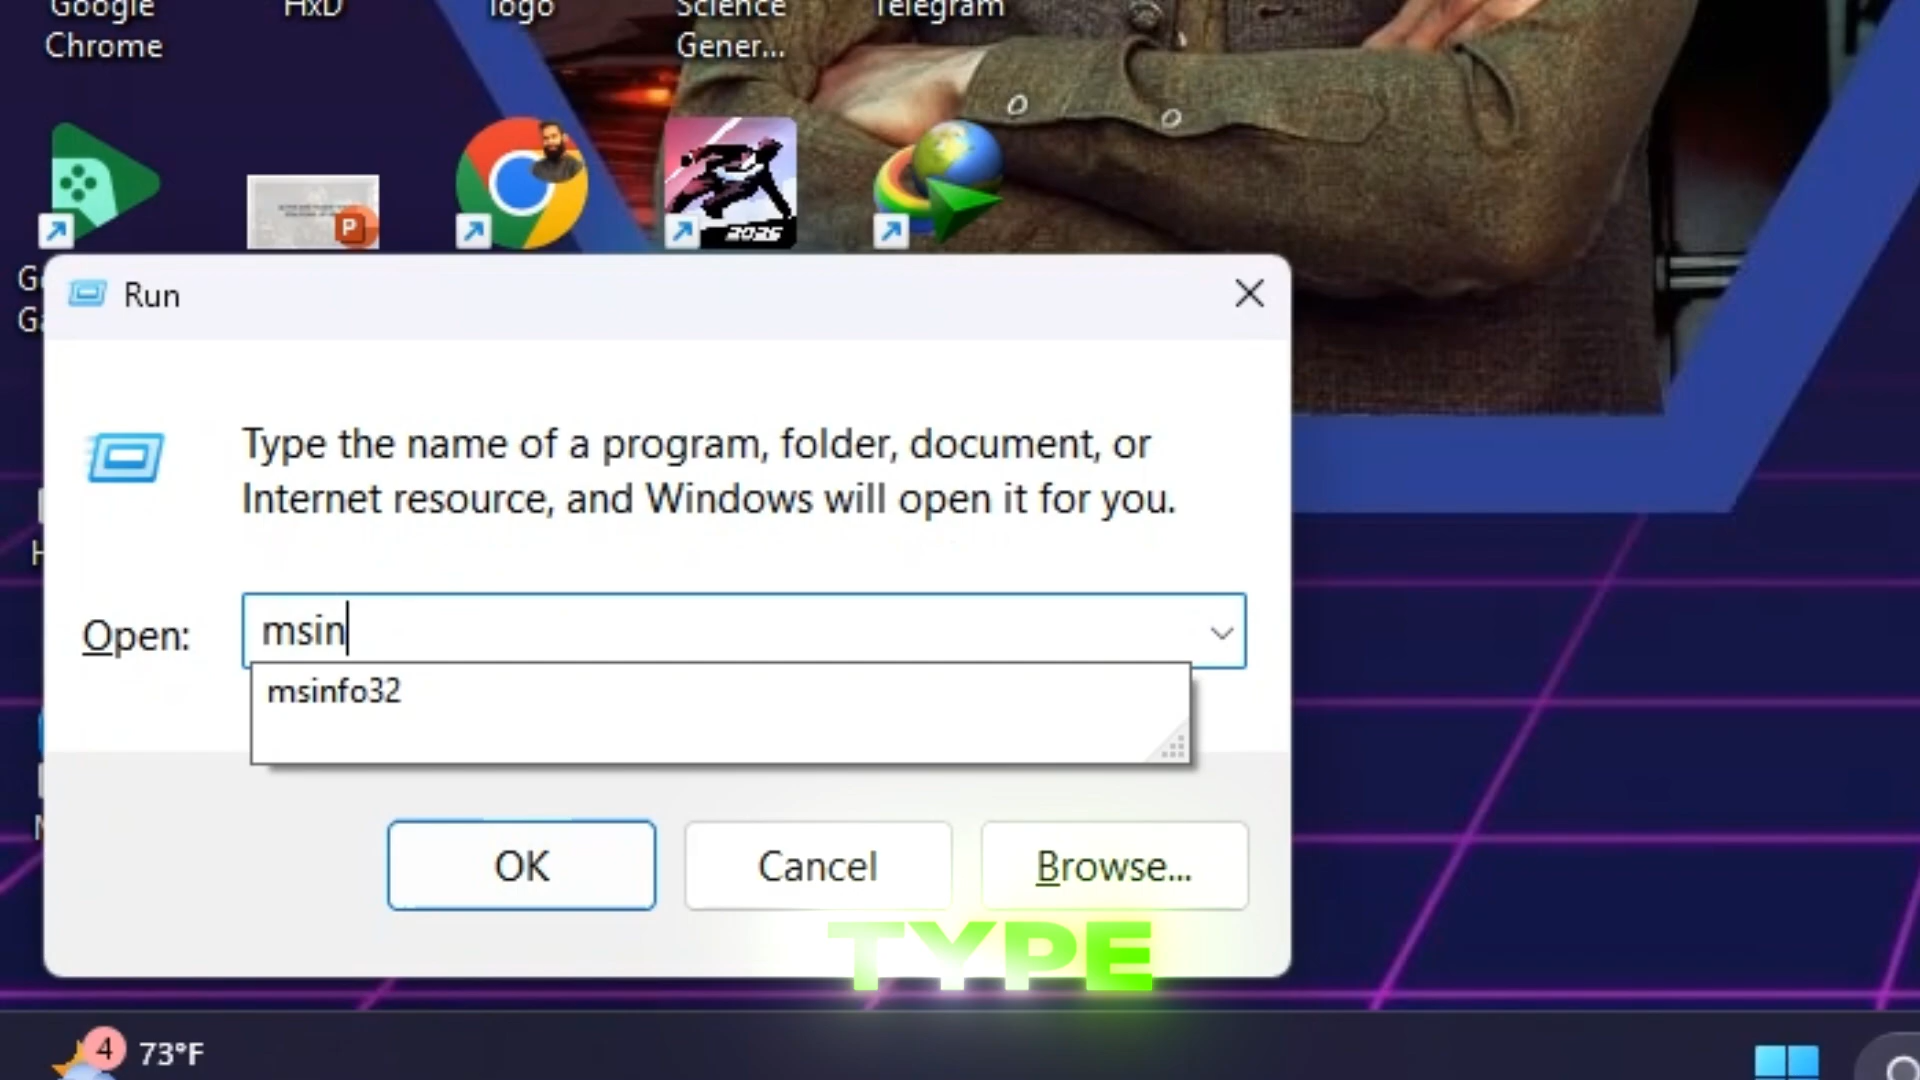 Google
Chrome
HxD
logo
Science
Gener...
Telegram
P
2026
Run
Type the name of a program, folder, document, or
Internet resource, and Windows will open it for you.
Open:
msin
msinfo32
OK
Cancel
Browse...
TYPE
4
73°F